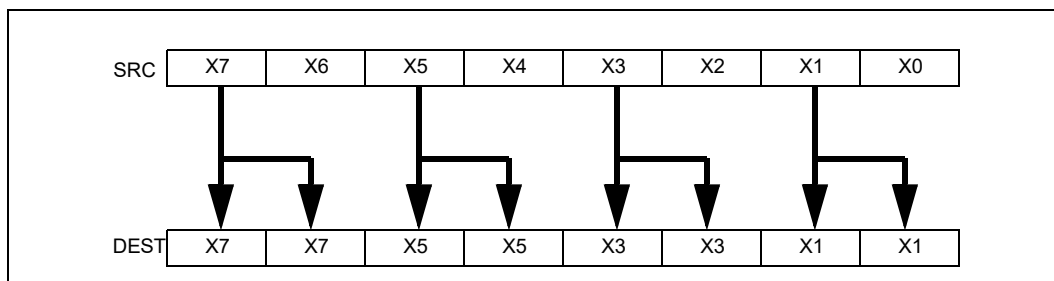 SRC X7 X6 X5 X4 X3 X2 X1 X0
DEST X7 X7 X5 X5 X3 X3 X1 X1